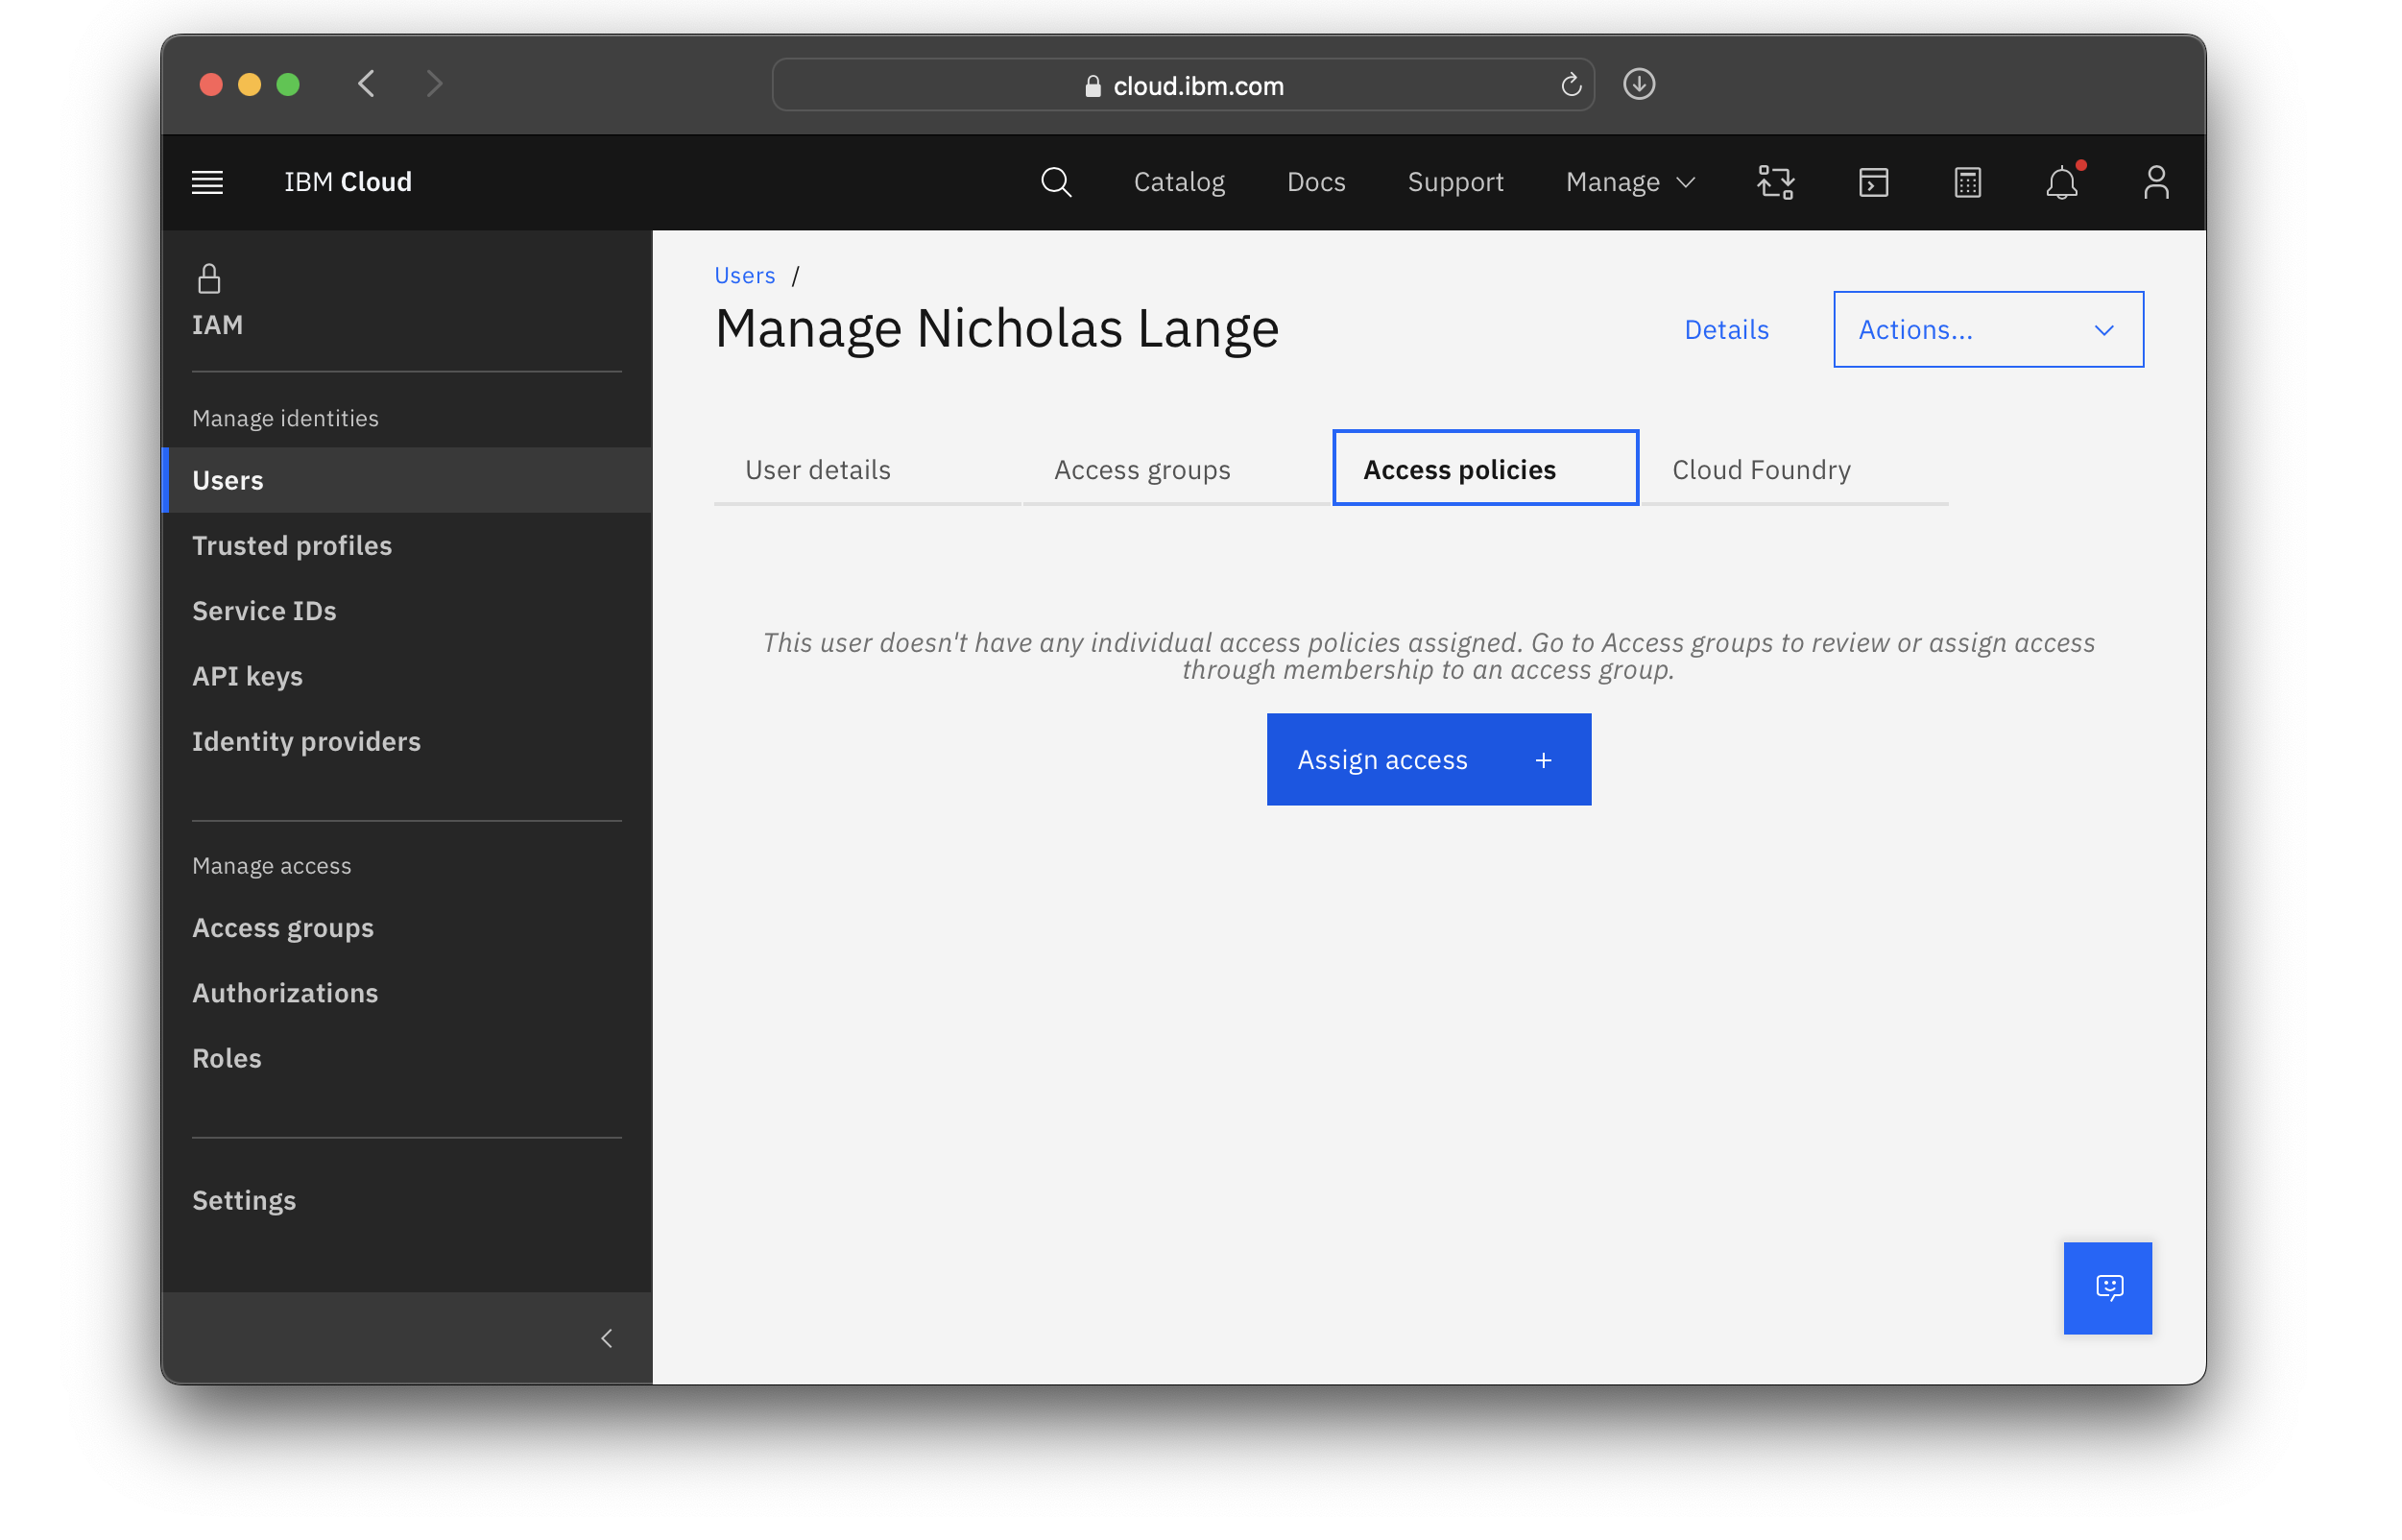 cloud.ibm.com
IBM Cloud
Catalog
Docs
Support
Manage
IAM
Manage identities
Users
Trusted profiles
Service IDs
API keys
Identity providers
Manage access
Access groups
Authorizations
Roles
Settings
Users /
Manage Nicholas Lange
Details
Actions...
User details
Access groups
Access policies
Cloud Foundry
This user doesn't have any individual access policies assigned. Go to Access groups to review or assign access
through membership to an access group.
Assign access +